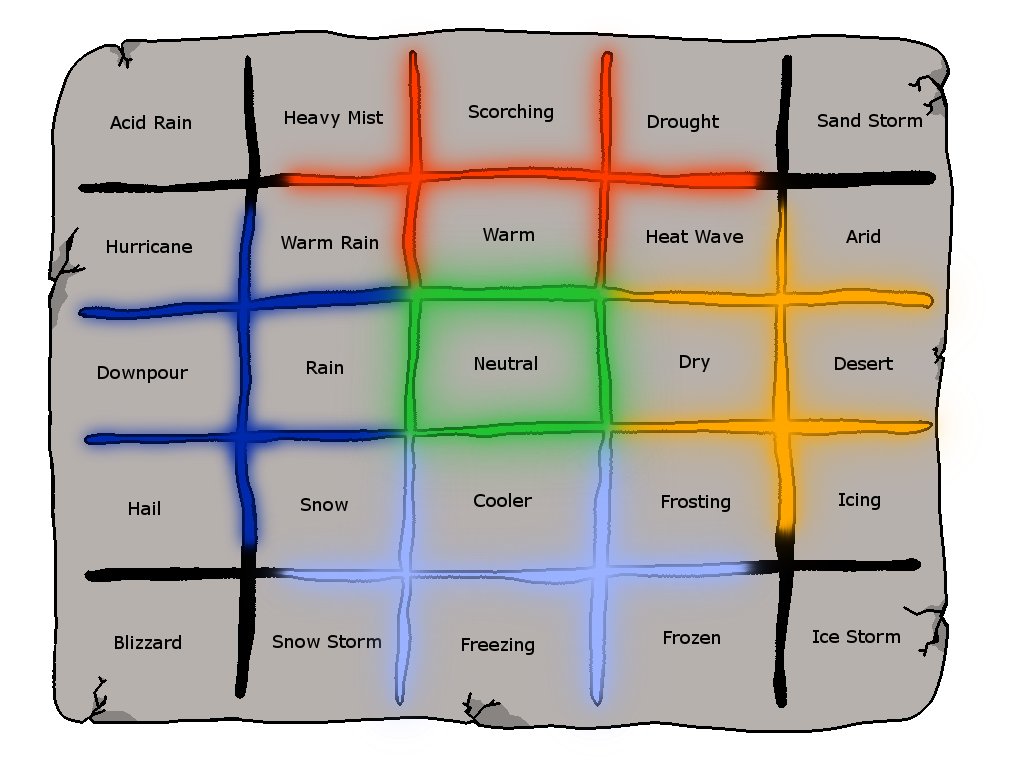 Acid Rain
Heavy Mist
Scorching
Drought
Sand Storm
Hurricane
Warm Rain
Warm
Heat Wave
Arid
Downpour
Rain
Neutral
Dry
Desert
Hail
Snow
Cooler
Frosting
Icing
Blizzard
Snow Storm
Freezing
Frozen
Ice Storm